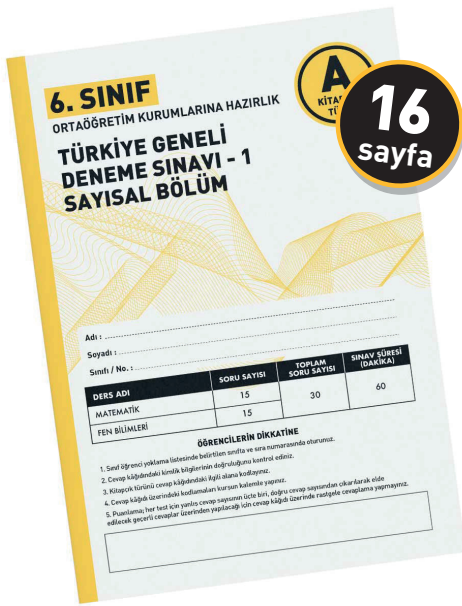 6. SINIF
ORTAÖĞRETİM KURUMLARINA HAZIRLIK
TÜRKİYE GENELİ
DENEME SINAVI - 1
SAYISAL BÖLÜM
A
16
sayfa
Adı :
Soyadı :
Sınıfı / No. :
DERS ADI SORU SAYISI TOPLAM SORU SAYISI SINAV SÜRESİ (DAKİKA)
MATEMATİK 15 30 60
FEN BİLİMLERİ 15
ÖĞRENCİLERİN DİKKATİNE
1. Sınıf öğrenci yoklama listesinde belirtilen sınıfta ve sıra numarasında oturunuz.
2. Cevap kâğıdındaki kimlik bilgilerinin doğruluğunu kontrol ediniz.
3. Kitapçık türünü cevap kâğıdındaki ilgili alana kodlayınız.
4. Cevap kâğıdı üzerindeki kodlamaları kurşun kalemle yapınız.
5. Puanlama; her test için yanlış cevap sayısının üçte biri, doğru cevap sayısından çıkarılarak elde
edilecek geçerli cevaplar üzerinden yapılacağı için cevap kâğıdı üzerinde rastgele cevaplama yapmayınız.